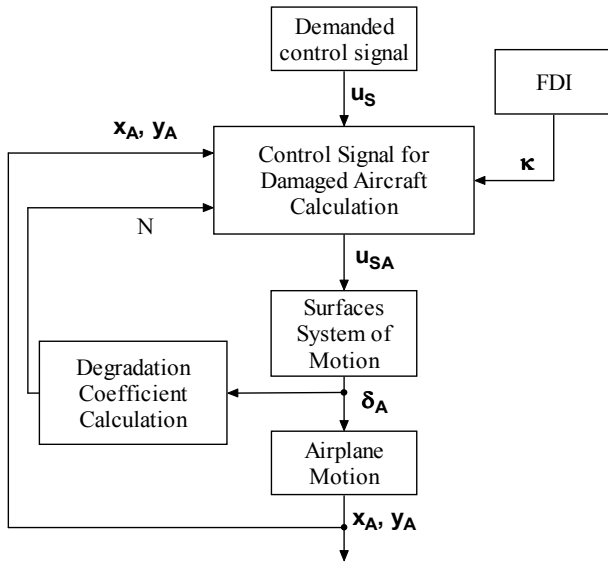 Demanded
control signal
FDI
u_S
x_A, y_A
Control Signal for
Damaged Aircraft
Calculation
κ
N
u_SA
Surfaces
System of
Motion
Degradation
Coefficient
Calculation
δ_A
Airplane
Motion
x_A, y_A